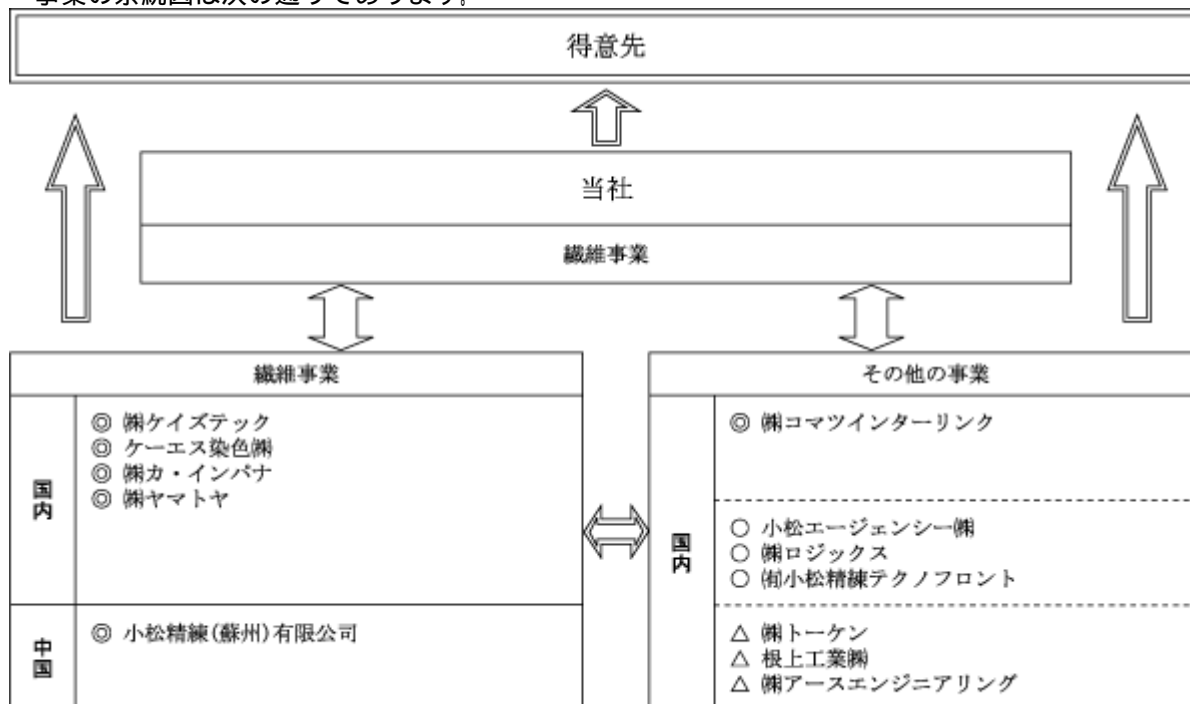 事業の系統図は次の通りであります。
得意先
当社
繊維事業
繊維事業
国内
◎ ㈱ケイズテック
◎ ケーエス染色㈱
◎ ㈱カ・インパナ
◎ ㈱ヤマトヤ
中国
◎ 小松精練(蘇州)有限公司
その他の事業
国内
◎ ㈱コマツインターリンク
○ 小松エージェンシー㈱
○ ㈱ロジックス
○ ㈲小松精練テクノフロント
△ ㈱トーケン
△ 根上工業㈱
△ ㈱アースエンジニアリング